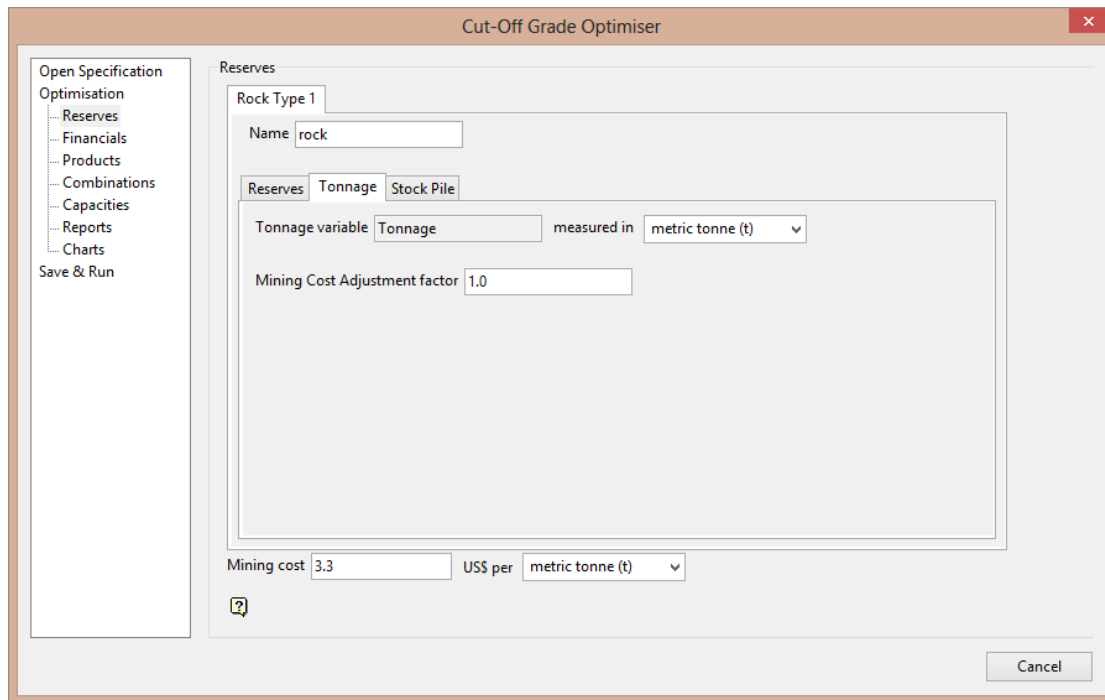 Cut-Off Grade Optimiser
Open Specification
Optimisation
Reserves
Financials
Products
Combinations
Capacities
Reports
Charts
Save & Run
Reserves
Rock Type 1
Name rock
Reserves Tonnage Stock Pile
Tonnage variable Tonnage measured in metric tonne (t)
Mining Cost Adjustment factor 1.0
Mining cost 3.3 US$ per metric tonne (t)
?
Cancel